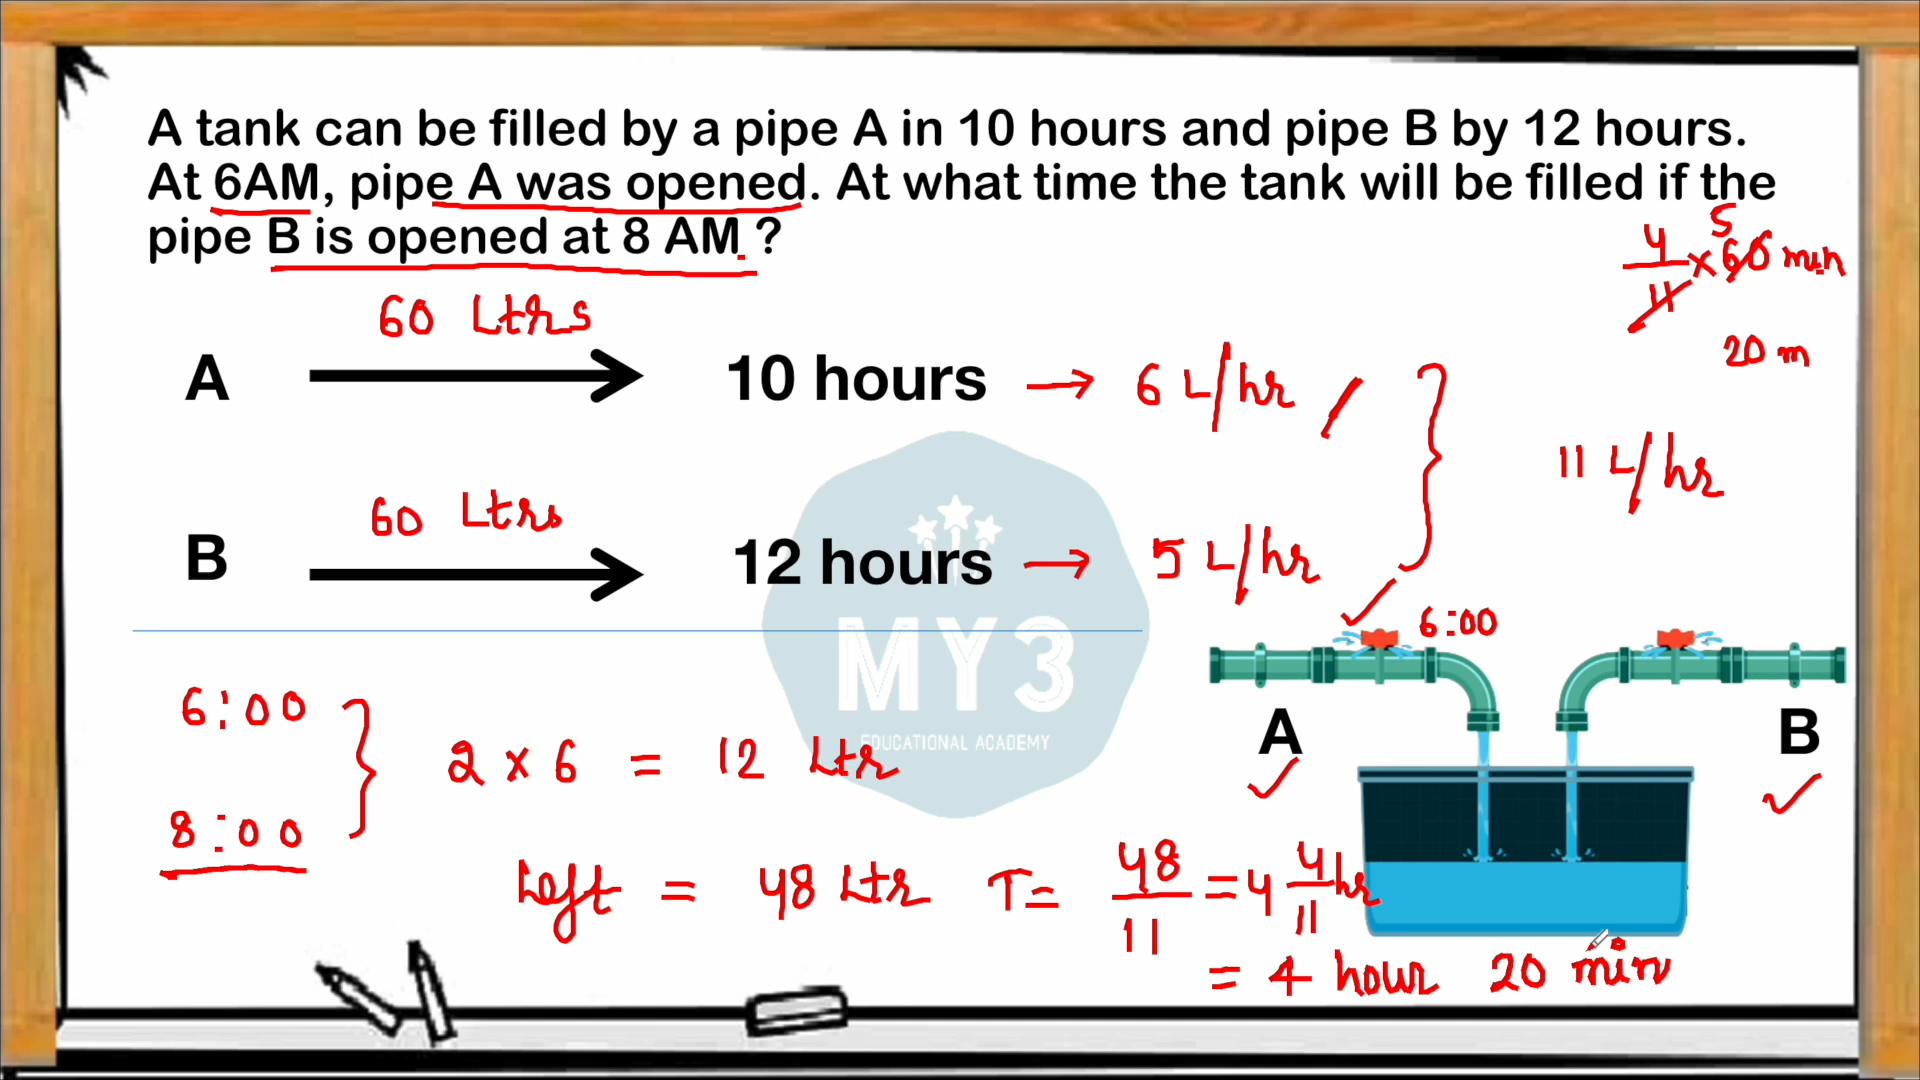 A tank can be filled by a pipe A in 10 hours and pipe B by 12 hours.
At 6AM, pipe A was opened. At what time the tank will be filled if the
pipe B is opened at 8 AM. ?
4/11 × 60 min
5
20 m
60 Ltrs
A 10 hours → 6 L/hr
11 L/hr
60 Ltrs
B 12 hours → 5 L/hr
MY3
EDUCATIONAL ACADEMY
6:00
A B
6:00
8:00
2 × 6 = 12 Ltr
Left = 48 Ltr T = 48/11 = 4 4/11 hr
= 4 hour 20 min